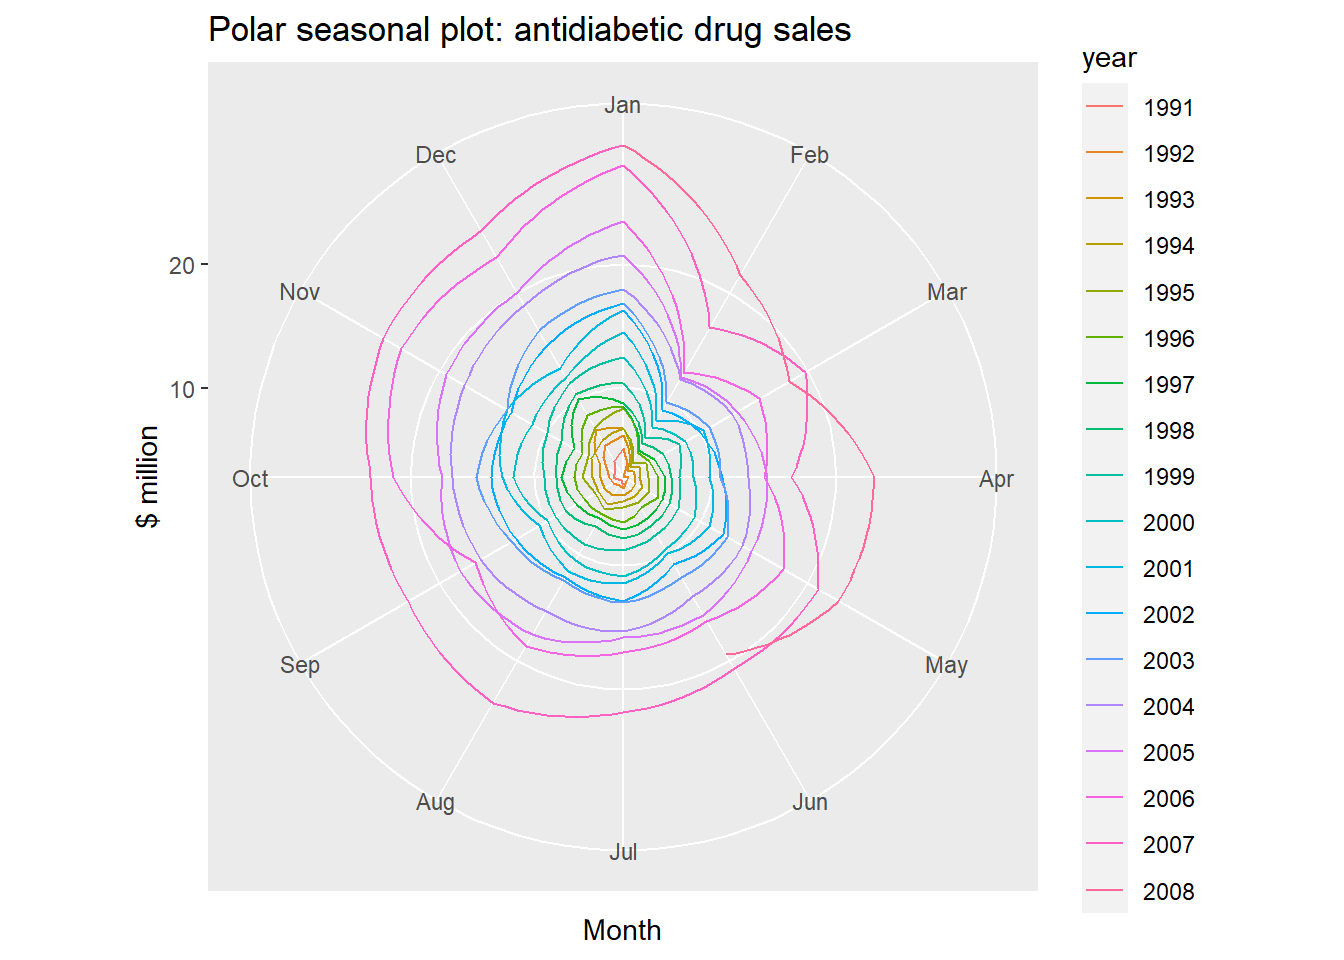 Polar seasonal plot: antidiabetic drug sales
year
1991
1992
1993
1994
1995
1996
1997
1998
1999
2000
2001
2002
2003
2004
2005
2006
2007
2008
Jan
Feb
Mar
Apr
May
Jun
Jul
Aug
Sep
Oct
Nov
Dec
20
10
$ million
Month